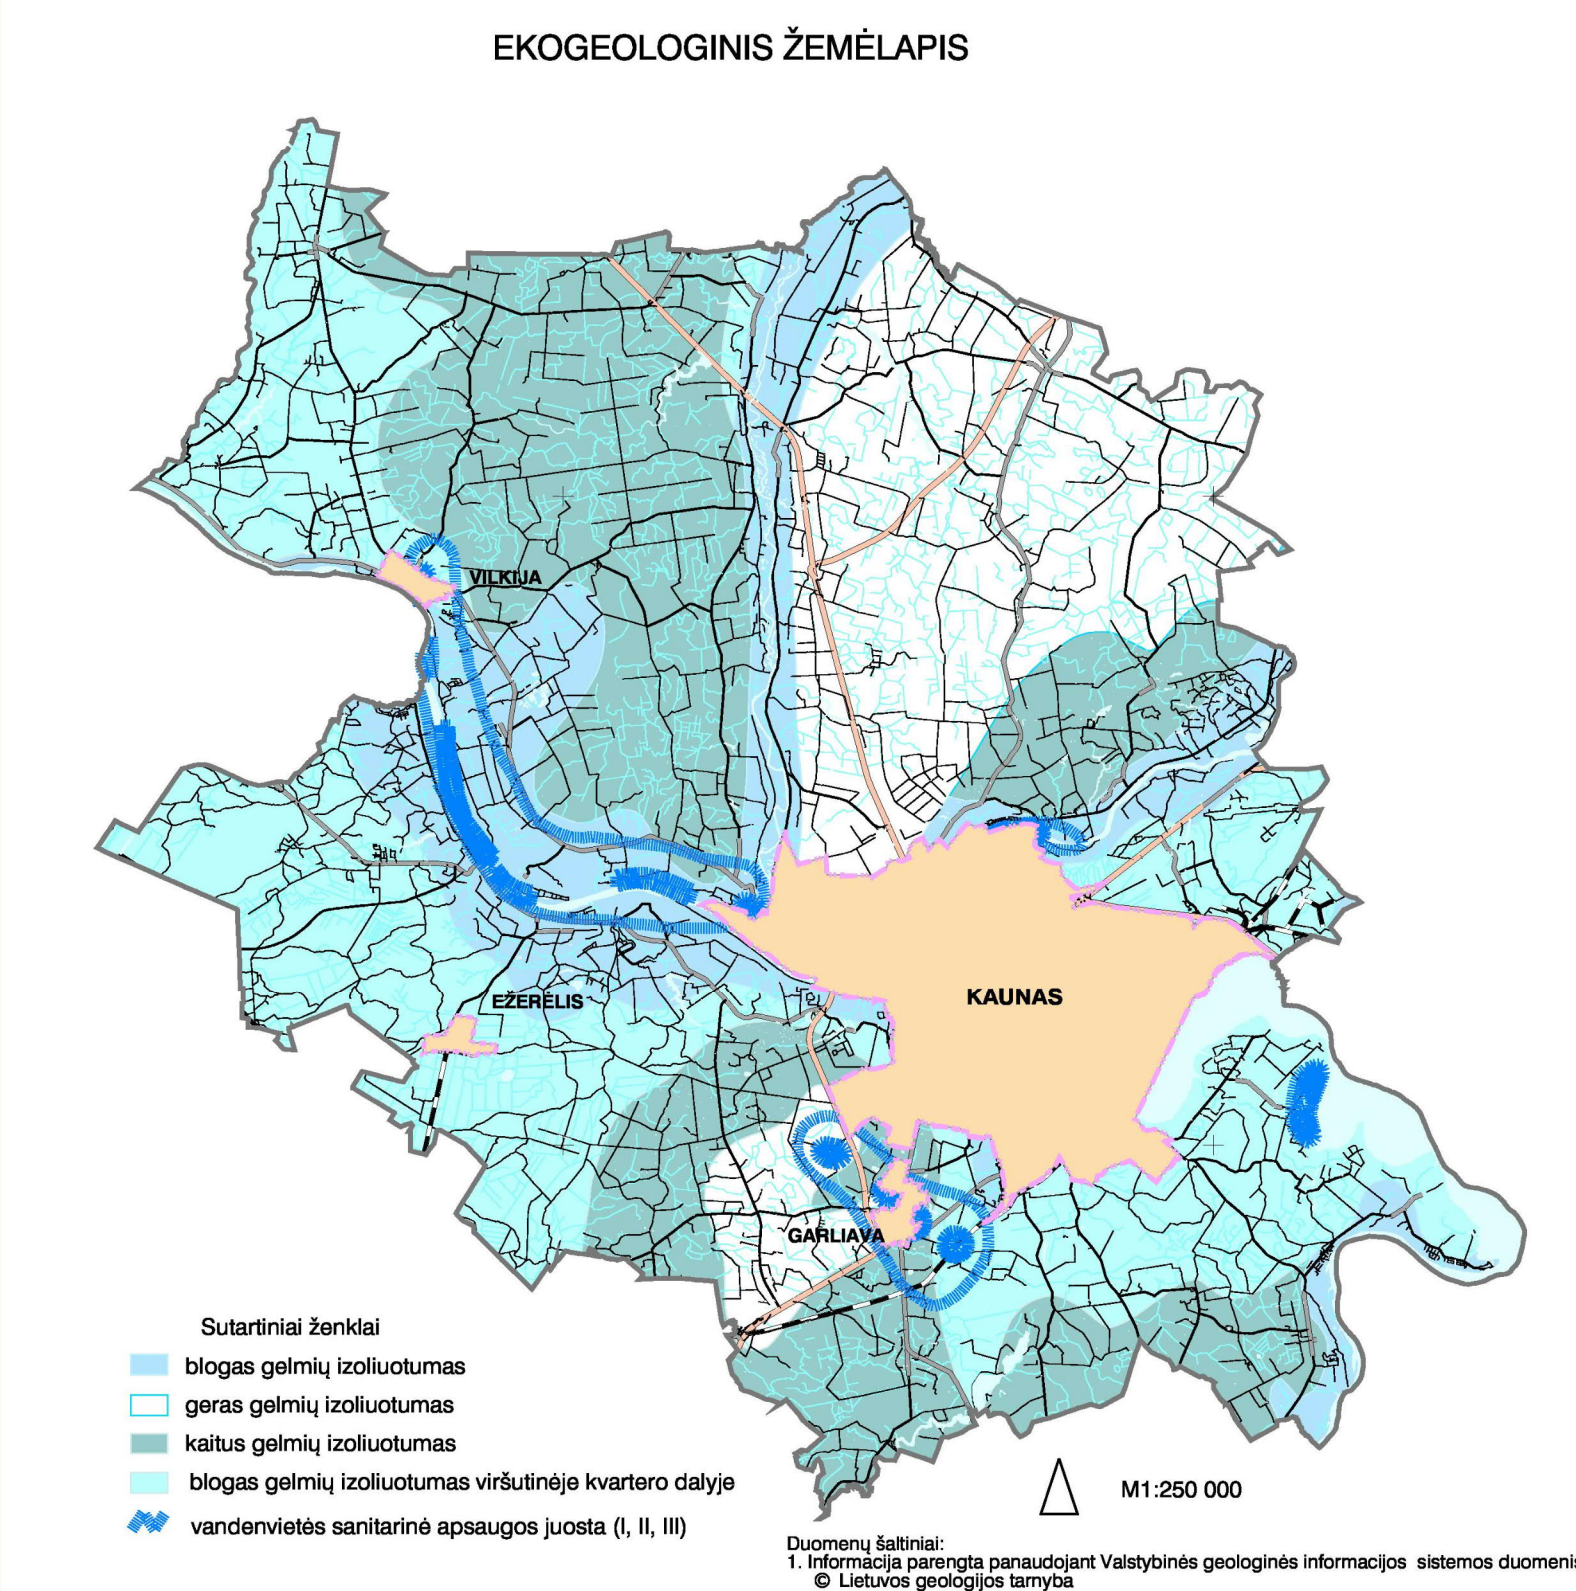 EKOGEOLOGINIS ŽEMĖLAPIS
VILKIJA
EŽERĖLIS
KAUNAS
GARLIAVA
Sutartiniai ženklai
blogas gelmių izoliuotumas
geras gelmių izoliuotumas
kaitus gelmių izoliuotumas
blogas gelmių izoliuotumas viršutinėje kvartero dalyje
vandenvietės sanitarinė apsaugos juosta (I, II, III)
M1:250 000
Duomenų šaltiniai:
1. Informacija parengta panaudojant Valstybinės geologinės informacijos sistemos duomenis
© Lietuvos geologijos tarnyba